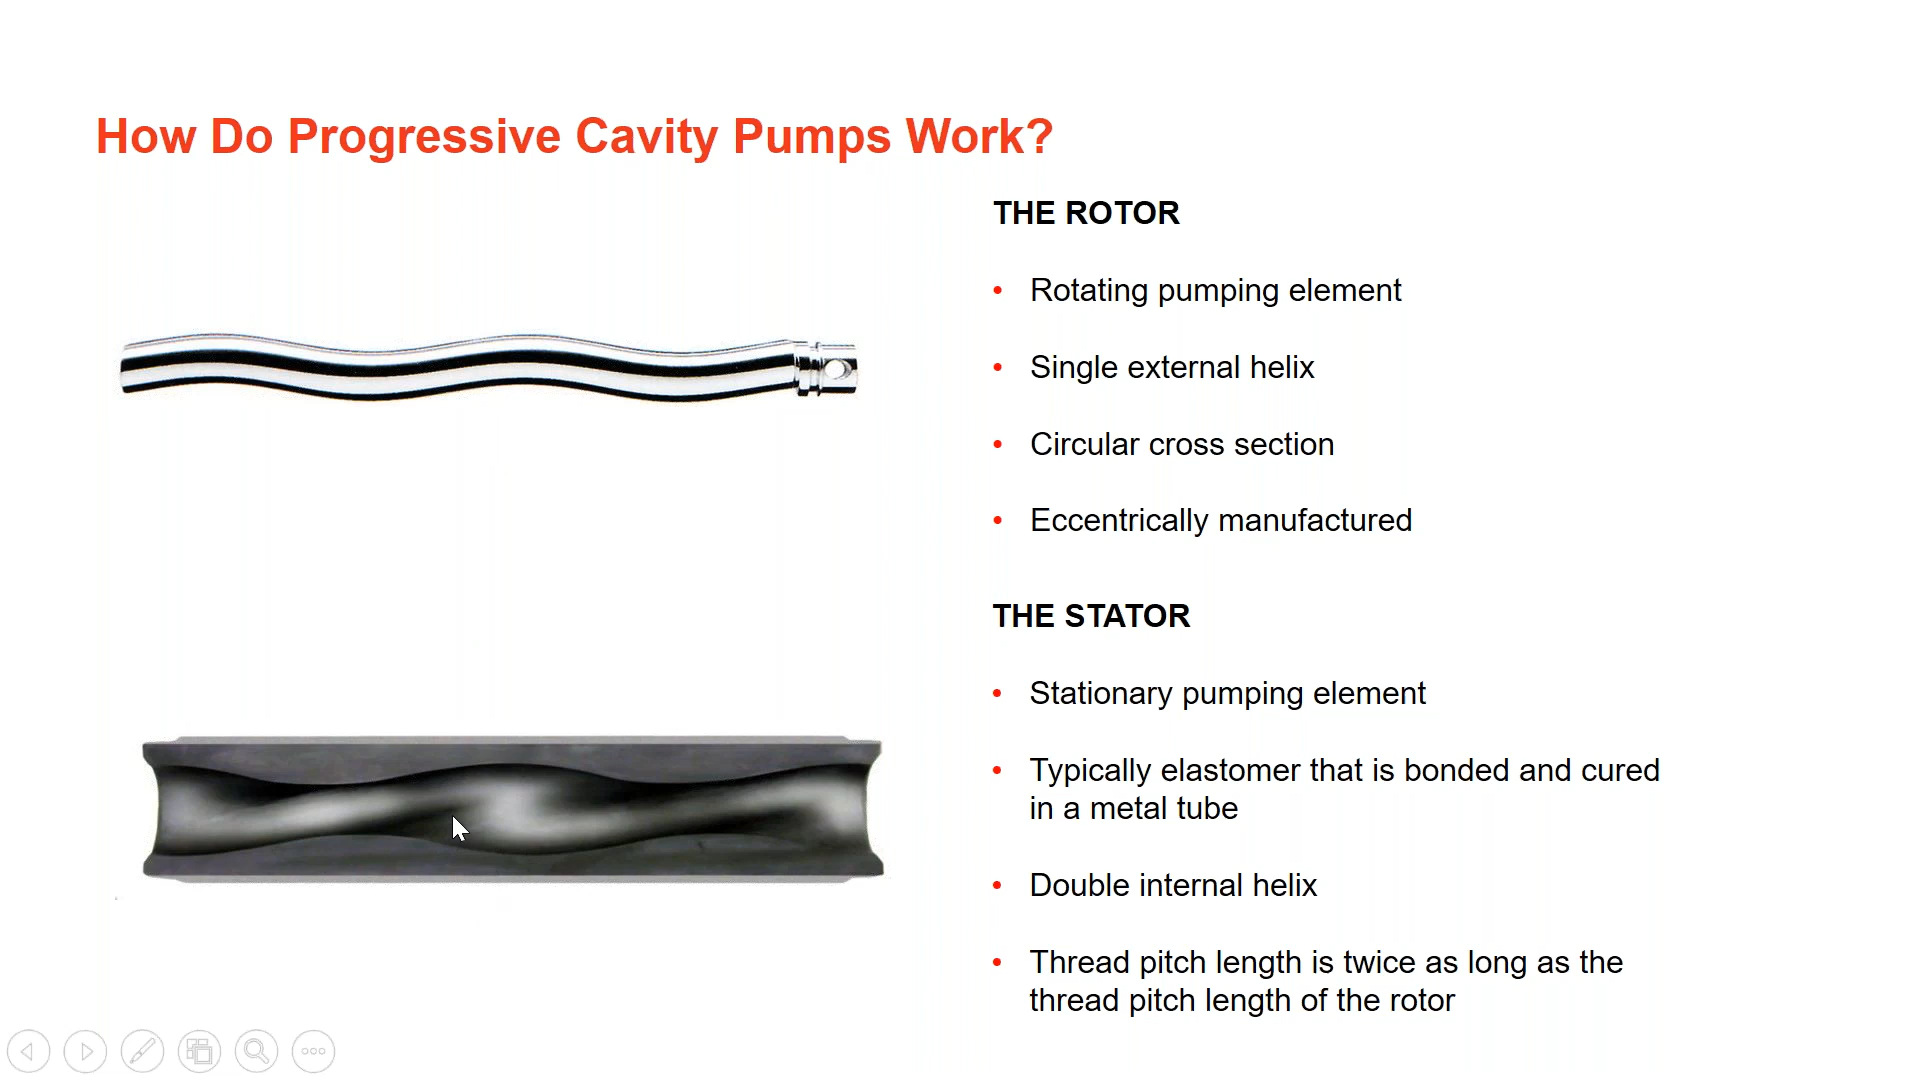 How Do Progressive Cavity Pumps Work?
THE ROTOR
• Rotating pumping element
• Single external helix
• Circular cross section
• Eccentrically manufactured
THE STATOR
• Stationary pumping element
• Typically elastomer that is bonded and cured
in a metal tube
• Double internal helix
• Thread pitch length is twice as long as the
thread pitch length of the rotor